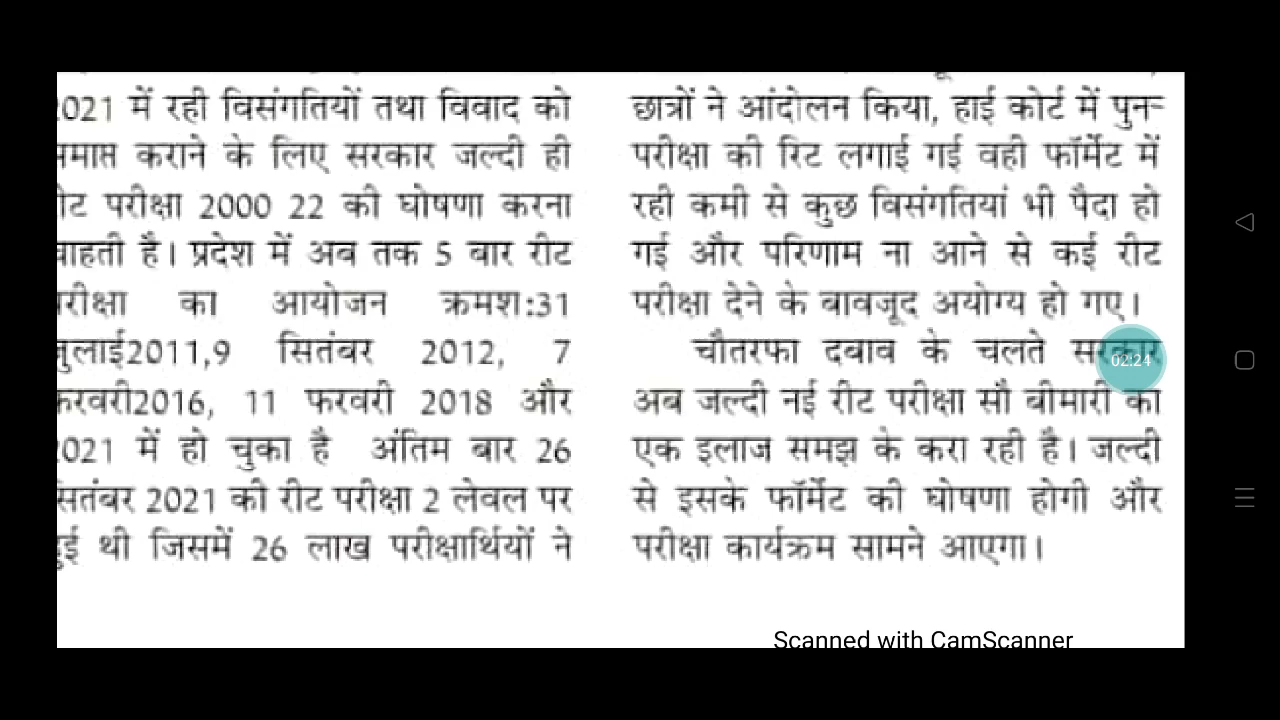 2021 में रही विसंगतियों तथा विवाद को
समाप्त कराने के लिए सरकार जल्दी ही
रीट परीक्षा 2000 22 की घोषणा करना
चाहती है। प्रदेश में अब तक 5 बार रीट
परीक्षा का आयोजन क्रमश:31
जुलाई2011,9 सितंबर 2012, 7
फरवरी2016, 11 फरवरी 2018 और
2021 में हो चुका है अंतिम बार 26
सितंबर 2021 की रीट परीक्षा 2 लेवल पर
हुई थी जिसमें 26 लाख परीक्षार्थियों ने
छात्रों ने आंदोलन किया, हाई कोर्ट में पुन-
परीक्षा की रिट लगाई गई वही फॉर्मेट में
रही कमी से कुछ विसंगतियां भी पैदा हो
गई और परिणाम ना आने से कई रीट
परीक्षा देने के बावजूद अयोग्य हो गए।
चौतरफा दबाव के चलते सरकार
अब जल्दी नई रीट परीक्षा सौ बीमारी का
एक इलाज समझ के करा रही है। जल्दी
से इसके फॉर्मेट की घोषणा होगी और
परीक्षा कार्यक्रम सामने आएगा।
02:24
Scanned with CamScanner